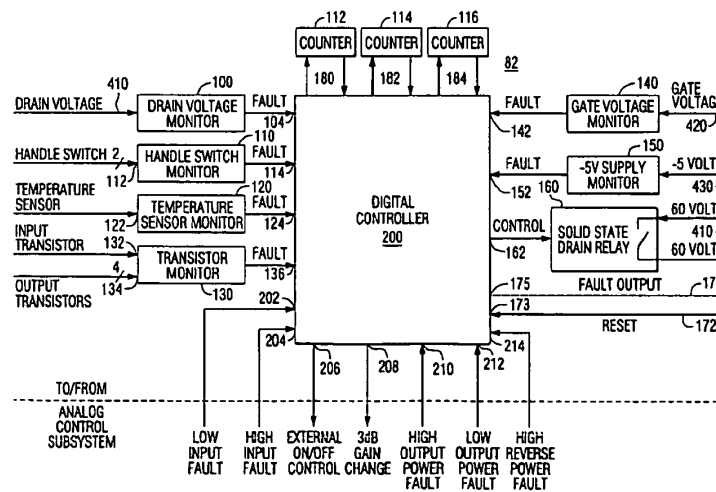 112
114
116
COUNTER
COUNTER
COUNTER
180
182
184
82
410
100
DRAIN VOLTAGE
DRAIN VOLTAGE
MONITOR
FAULT
104
110
HANDLE SWITCH 2
112
HANDLE SWITCH
MONITOR
FAULT
114
120
TEMPERATURE
SENSOR
122
TEMPERATURE
SENSOR MONITOR
FAULT
124
INPUT
TRANSISTOR
132
4
134
OUTPUT
TRANSISTORS
TRANSISTOR
MONITOR
130
FAULT
136
DIGITAL
CONTROLLER
200
FAULT
142
140
GATE VOLTAGE
MONITOR
GATE
VOLTAG
420
FAULT
152
150
-5V SUPPLY
MONITOR
-5 VOLT
430
160
CONTROL
162
SOLID STATE
DRAIN RELAY
60 VOLT
410
60 VOLT
175
FAULT OUTPUT
17
173
RESET
172
202
204
206
208
210
212
214
TO/FROM
ANALOG
CONTROL
SUBSYSTEM
LOW
INPUT
FAULT
HIGH
INPUT
FAULT
EXTERNAL
ON/OFF
CONTROL
3dB
GAIN
CHANGE
HIGH
OUTPUT
POWER
FAULT
LOW
OUTPUT
POWER
FAULT
HIGH
REVERSE
POWER
FAULT